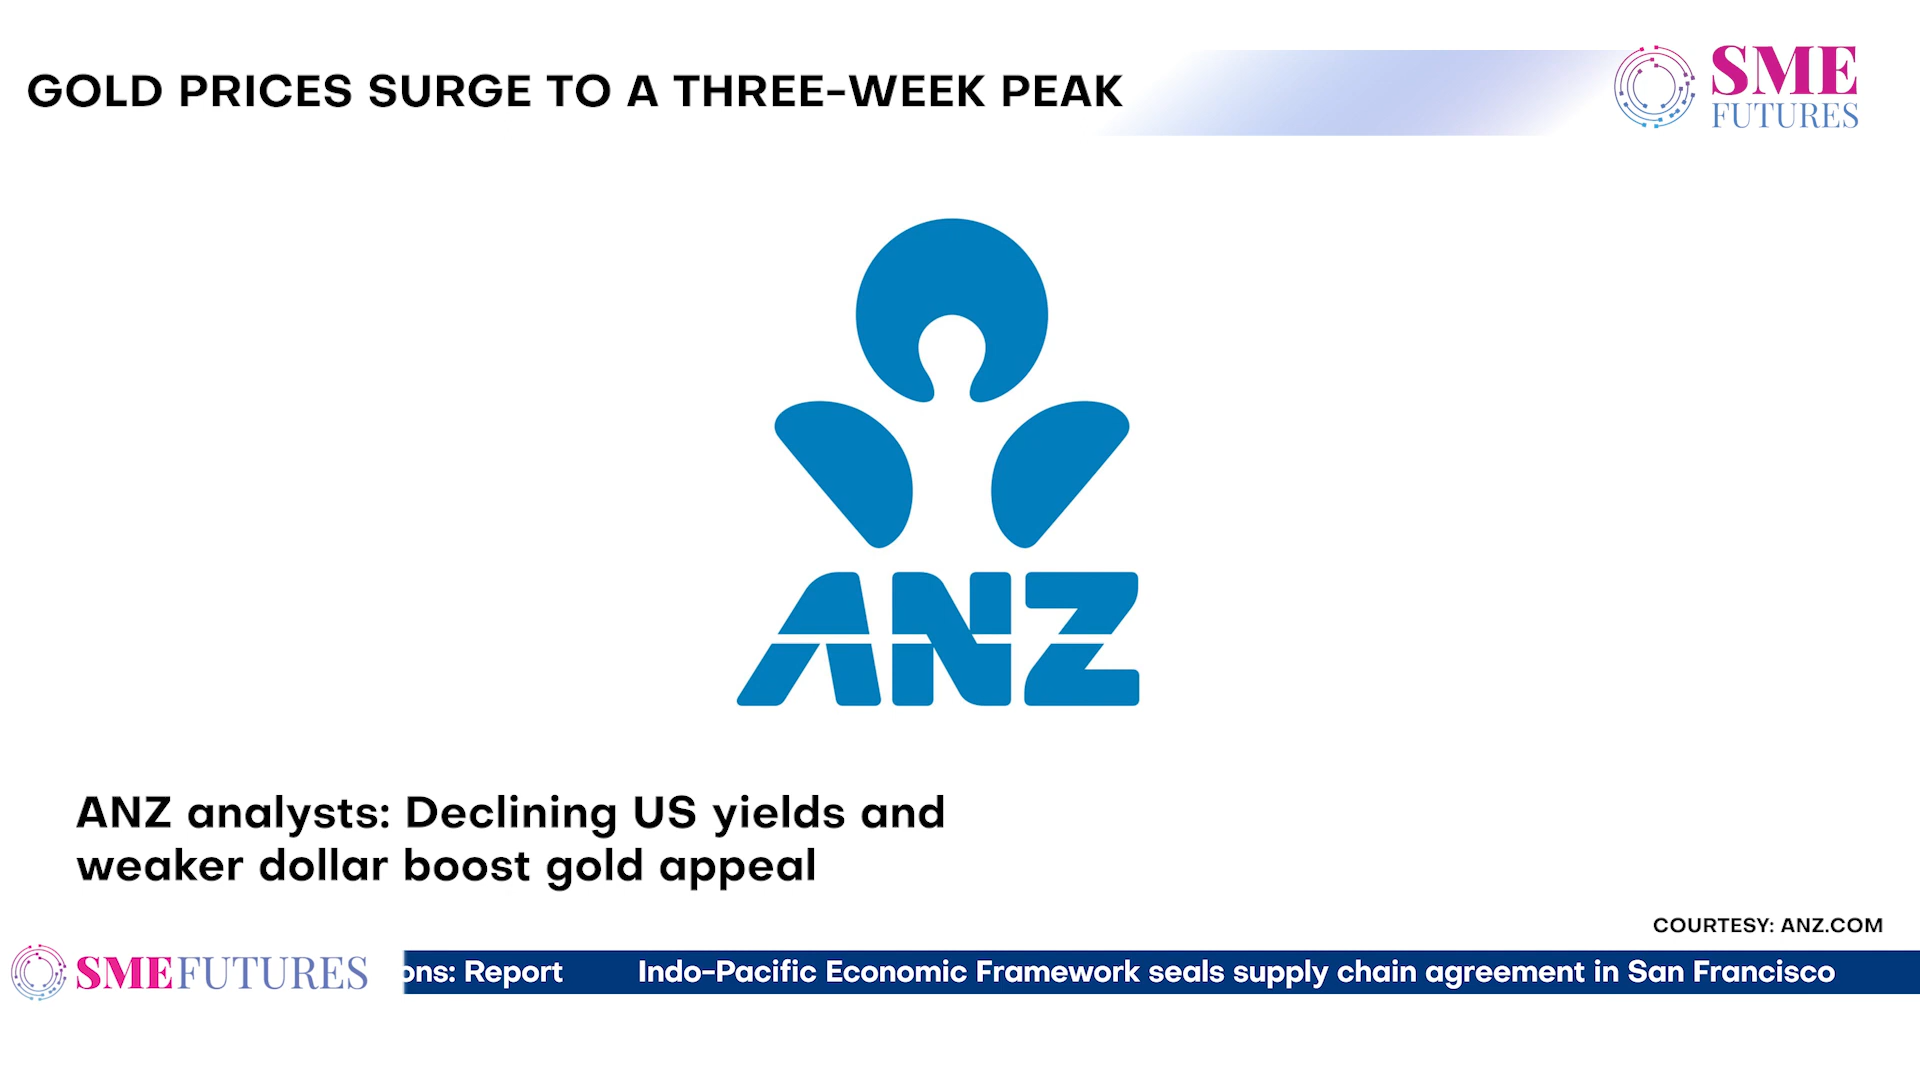 GOLD PRICES SURGE TO A THREE-WEEK PEAK
SME
FUTURES
ANZ
ANZ analysts: Declining US yields and
weaker dollar boost gold appeal
COURTESY: ANZ.COM
SMEFUTURES
ons: Report Indo-Pacific Economic Framework seals supply chain agreement in San Francisco